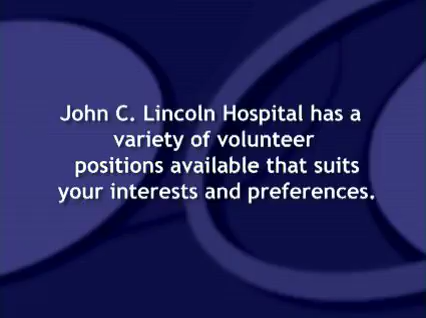 John C. Lincoln Hospital has a
variety of volunteer
positions available that suits
your interests and preferences.